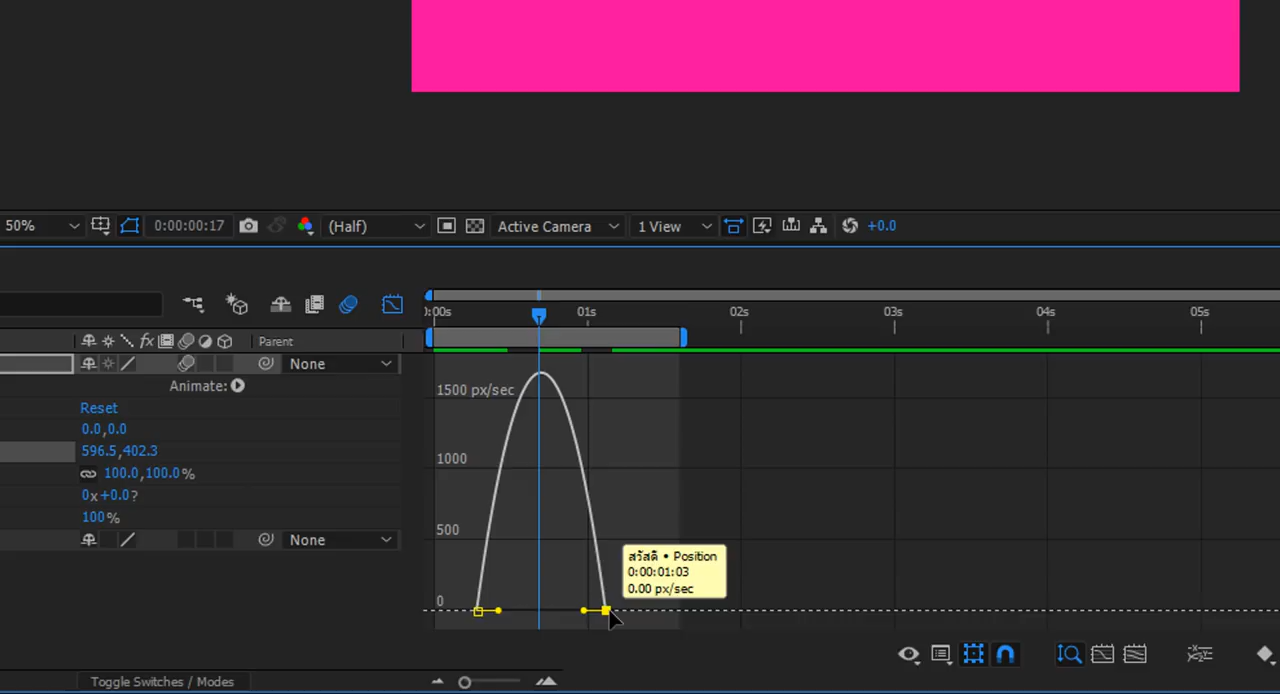 50%
0:00:00:17
(Half)
Active Camera
1 View
+0.0
):00s 01s 02s 03s 04s 05s
fx
Parent
None
Animate:
Reset
0.0,0.0
596.5,402.3
100.0,100.0%
0x+0.0?
100%
None
1500 px/sec
1000
500
0
สวัสดิ • Position
0:00:01:03
0.00 px/sec
Toggle Switches / Modes